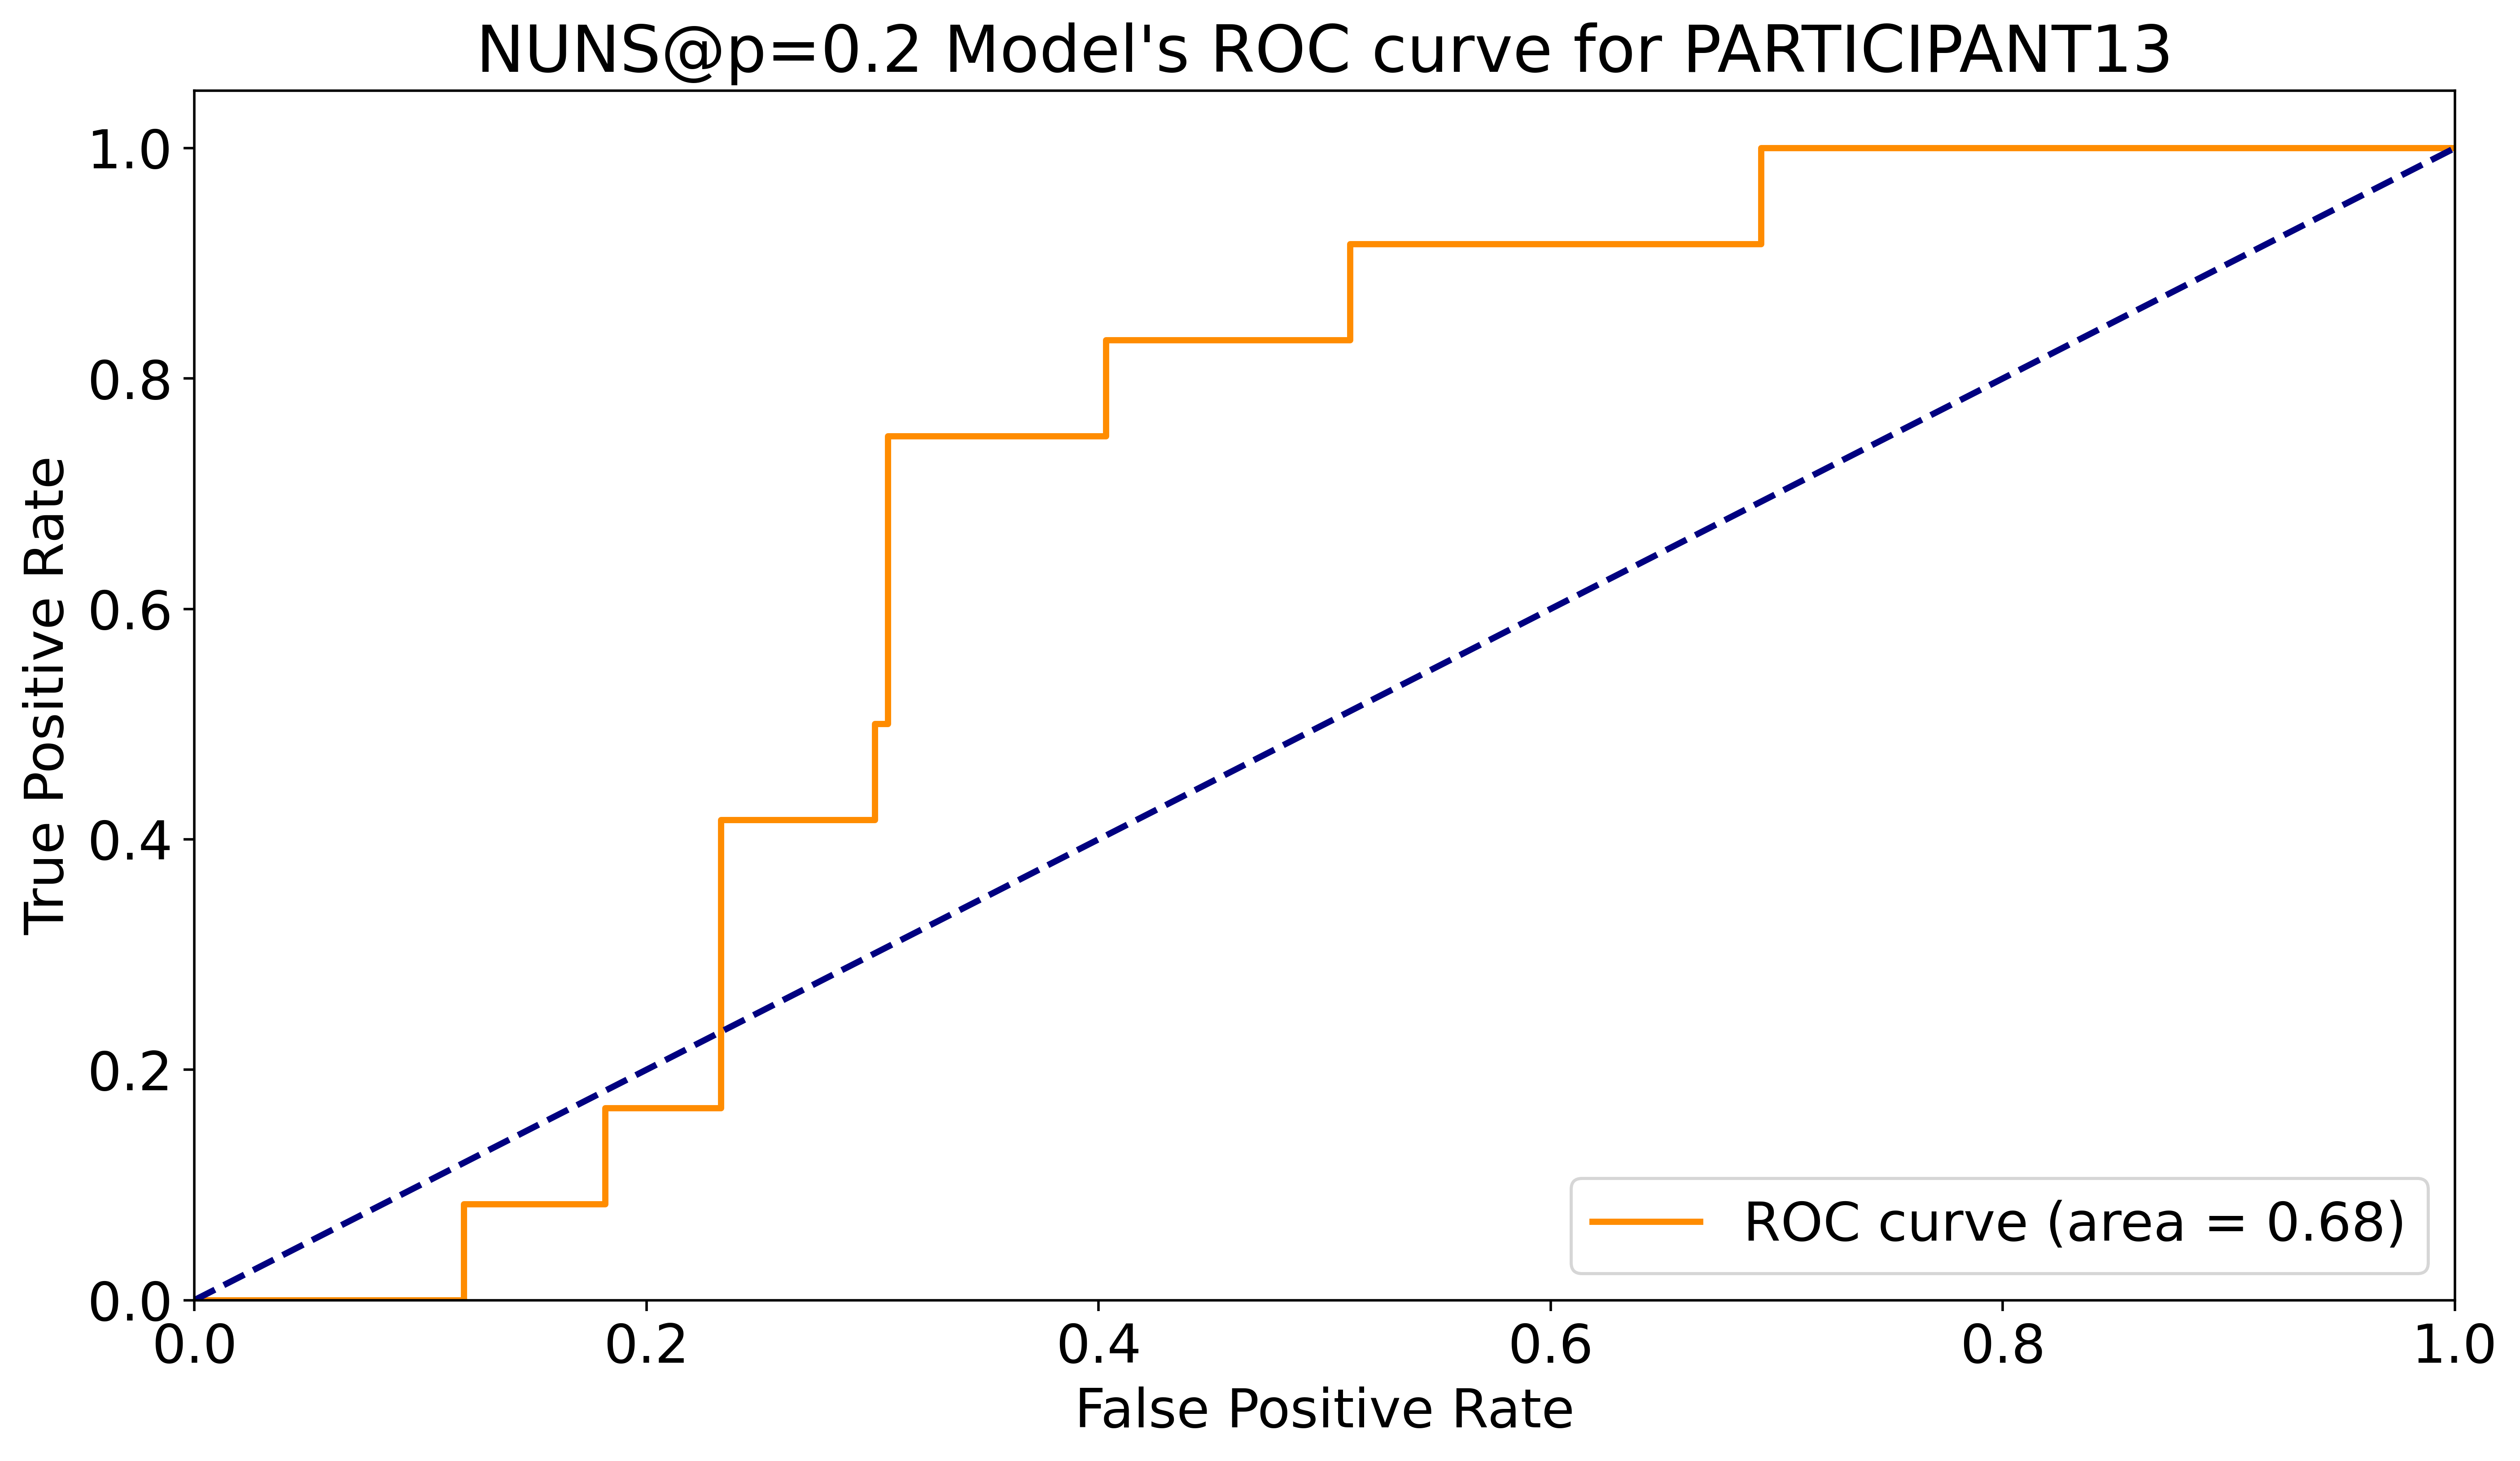 NUNS@p=0.2 Model's ROC curve for PARTICIPANT13
True Positive Rate
1.0
0.8
0.6
0.4
0.2
0.0
ROC curve (area = 0.68)
0.0 0.2 0.4 0.6 0.8 1.0
False Positive Rate